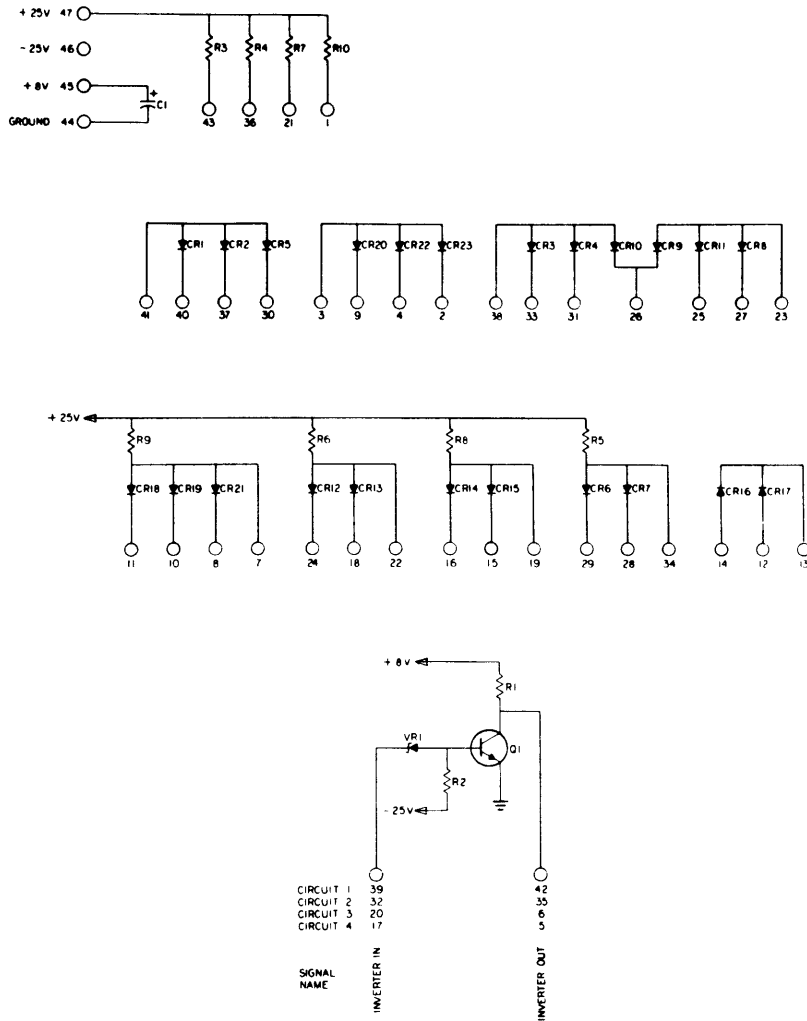 + 25V 47
R3 R4 R7 R10
- 25V 46
+ 8V 45
+
C1
GROUND 44
43 36 21 1
CR1 CR2 CR5 CR20 CR22 CR23 CR3 CR4 CR10 CR9 CR11 CR8
41 40 37 30 3 9 4 2 38 33 31 26 25 27 23
+ 25V
R9 R6 R8 R5
CR18 CR19 CR21 CR12 CR13 CR14 CR15 CR6 CR7 CR16 CR17
11 10 8 7 24 18 22 16 15 19 29 28 34 14 12 13
+ 8V
R1
VR1
Q1
R2
- 25V
CIRCUIT 1 39 42
CIRCUIT 2 32 35
CIRCUIT 3 20 6
CIRCUIT 4 17 5
SIGNAL
NAME
INVERTER IN
INVERTER OUT